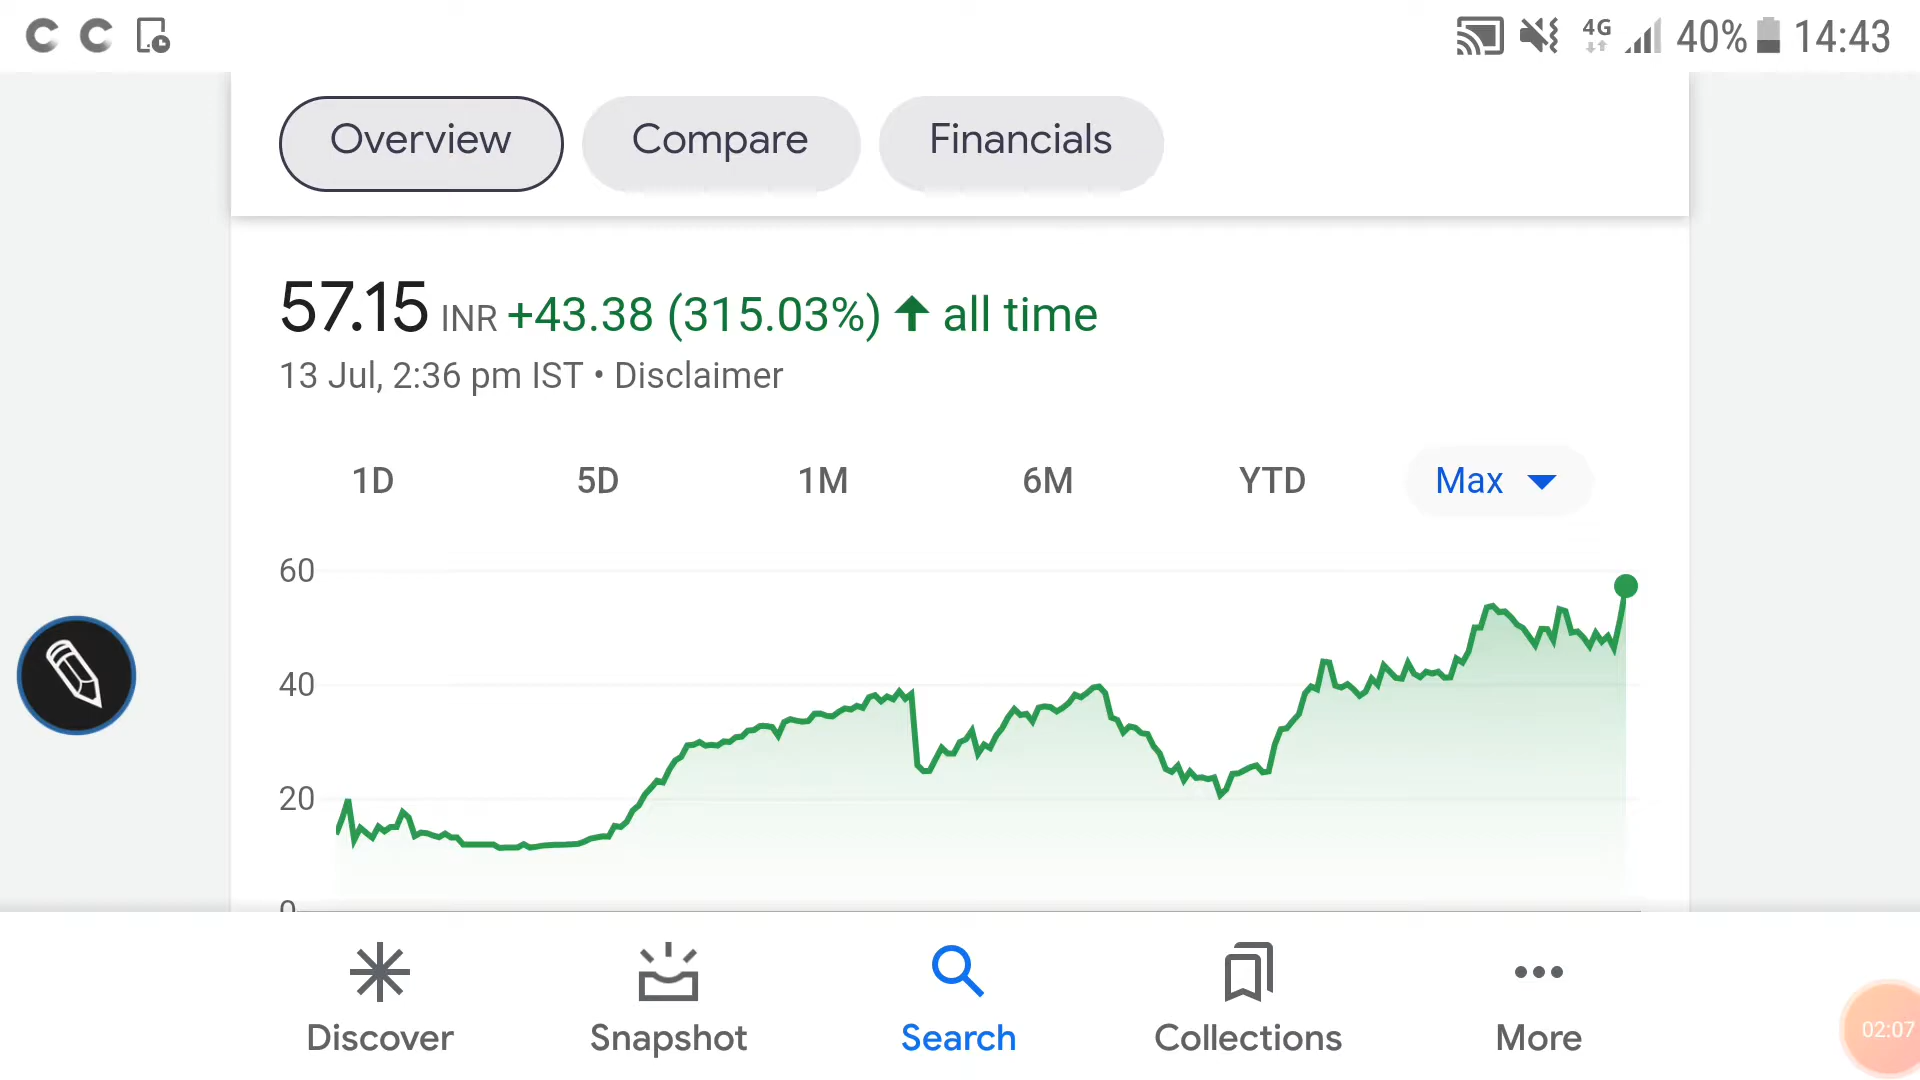 4G 40% 14:43
Overview Compare Financials
57.15 INR +43.38 (315.03%) all time
13 Jul, 2:36 pm IST • Disclaimer
1D 5D 1M 6M YTD Max
60
40
20
0
Discover Snapshot Search Collections More
02:07